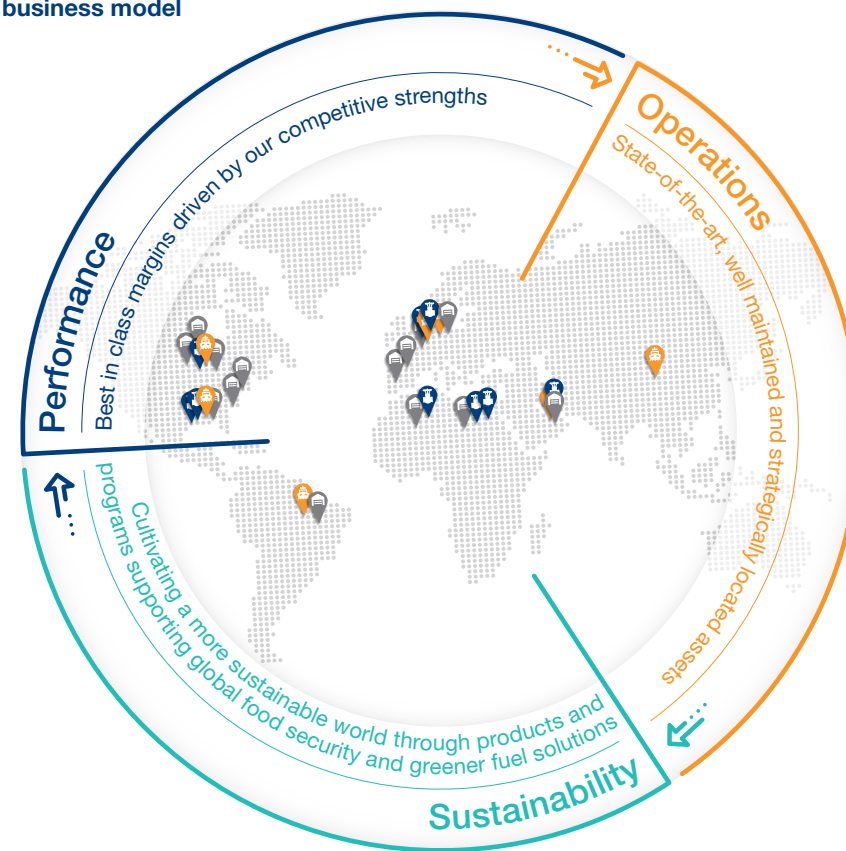 business model
Performance
Best in class margins driven by our competitive strengths
Operations
State-of-the-art, well maintained and strategically located assets
Sustainability
Cultivating a more sustainable world through products and
programs supporting global food security and greener fuel solutions